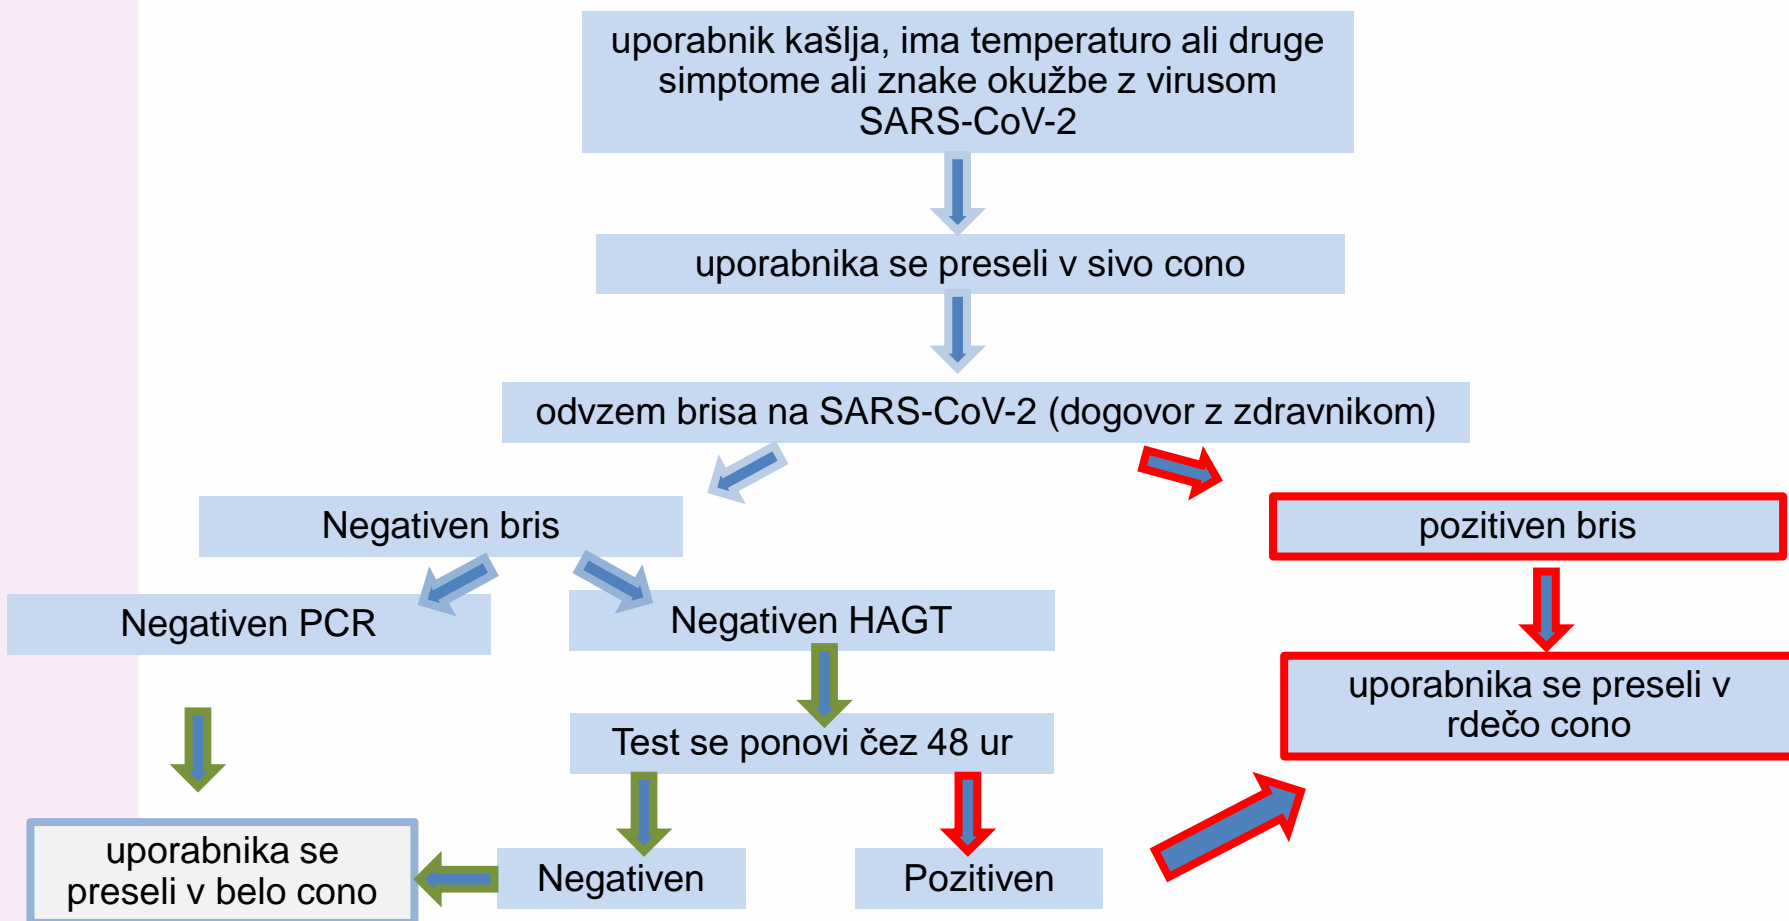 uporabnik kašlja, ima temperaturo ali druge
simptome ali znake okužbe z virusom
SARS-CoV-2
uporabnika se preseli v sivo cono
odvzem brisa na SARS-CoV-2 (dogovor z zdravnikom)
Negativen bris
pozitiven bris
Negativen PCR
Negativen HAGT
uporabnika se preseli v
rdečo cono
Test se ponovi čez 48 ur
uporabnika se
preseli v belo cono
Negativen
Pozitiven